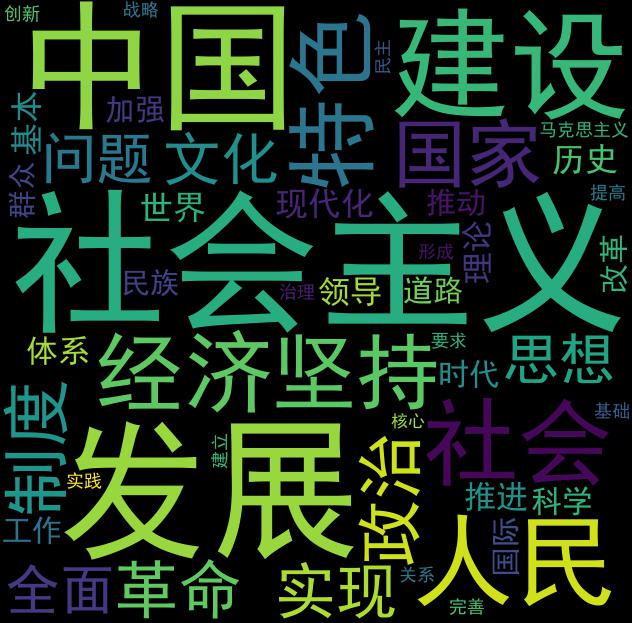 创新
战略
中国
特色
民主
建设
基本
加强
问题
文化
国家
马克思主义
历史
群众
世界
现代化
推动
提高
社会主义
民族
治理
领导
道路
形成
理论
改革
体系
经济
坚持
要求
时代
思想
制度
发展
建立
实践
政治
核心
社会
基础
工作
推进
科学
国际
人民
全面
革命
实现
关系
完善